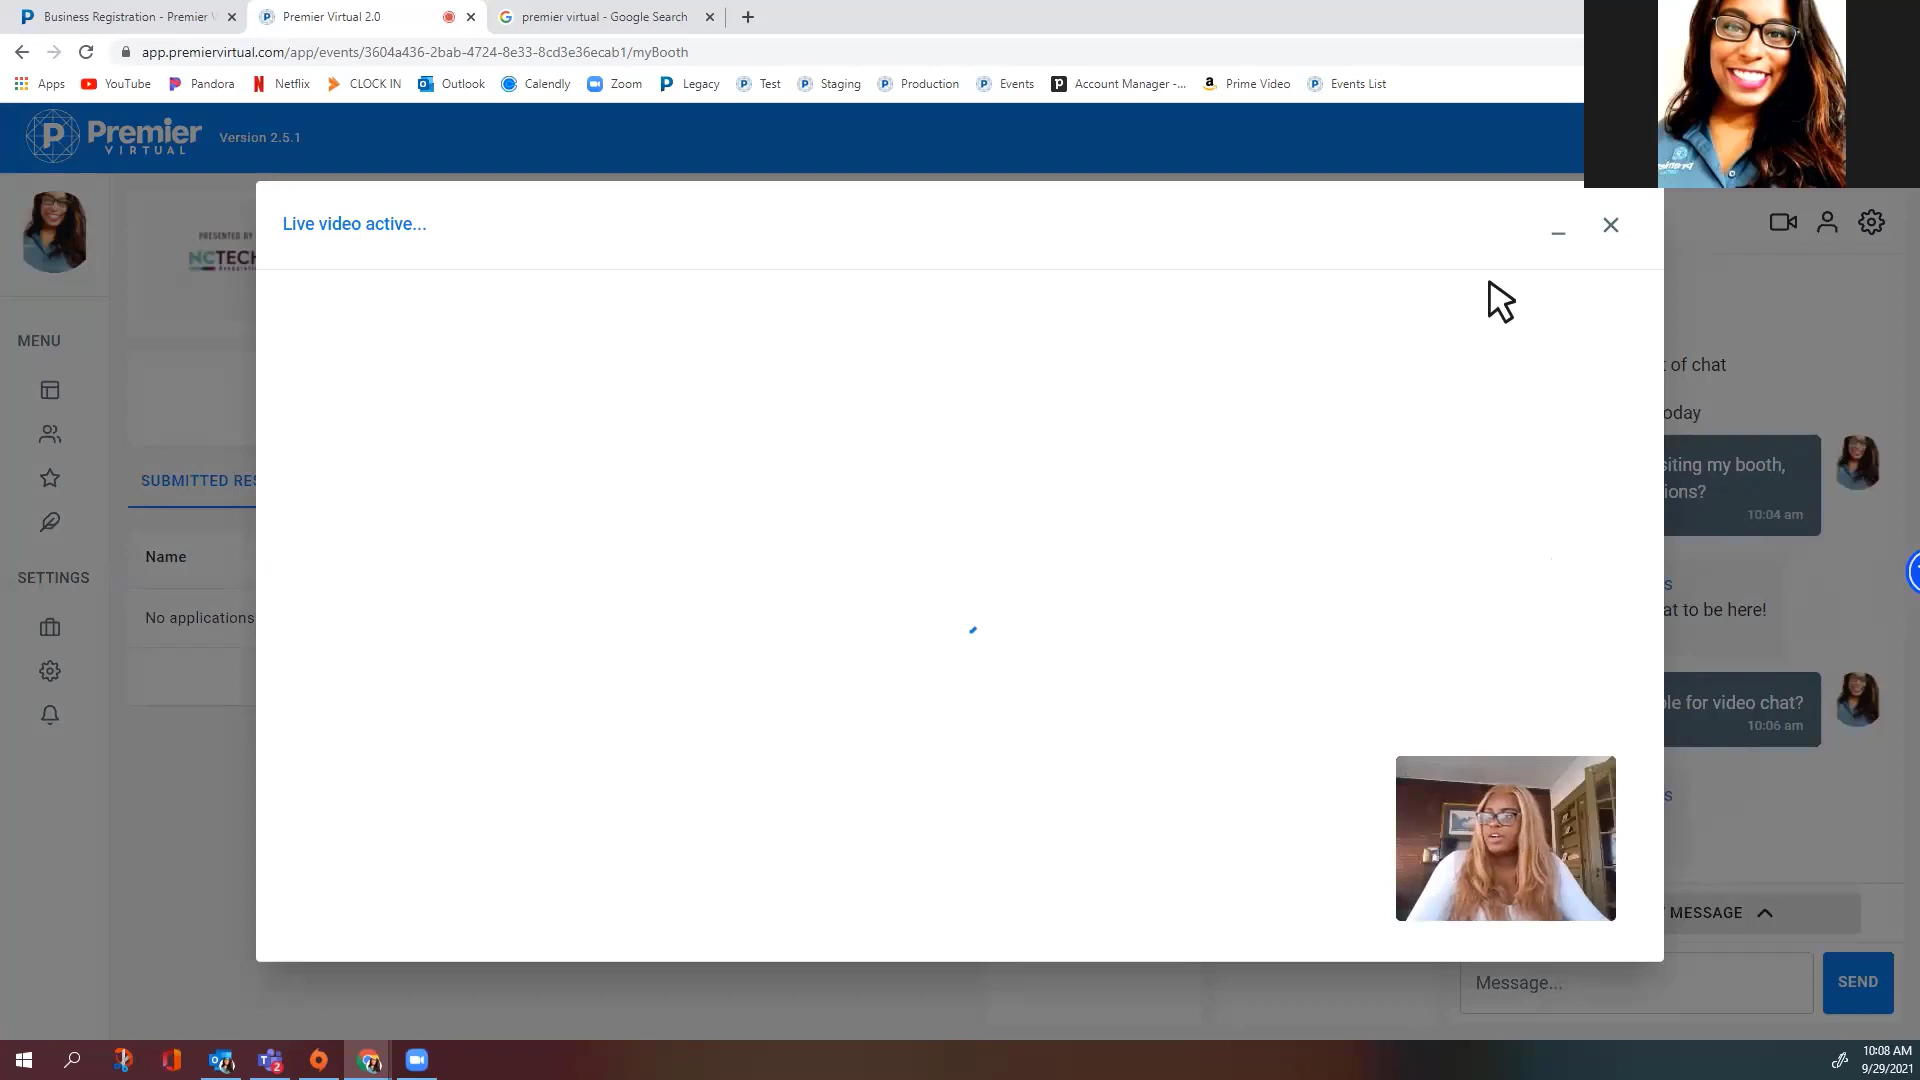 Business Registration - Premier V
Premier Virtual 2.0
premier virtual - Google Search
app.premiervirtual.com/app/events/3604a436-2bab-4724-8e33-8cd3e36ecab1/myBooth
Apps
YouTube
Pandora
Netflix
CLOCK IN
Outlook
Calendly
Zoom
Legacy
Test
Staging
Production
Events
Account Manager -...
Prime Video
Events List
Premier
VIRTUAL
Version 2.5.1
Live video active...
PRESENTED BY
NCTECH
MENU
SETTINGS
SUBMITTED RES
Name
No applications
of chat
oday
siting my booth,
ions?
10:04 am
s
at to be here!
le for video chat?
10:06 am
s
MESSAGE
Message...
SEND
10:08 AM
9/29/2021